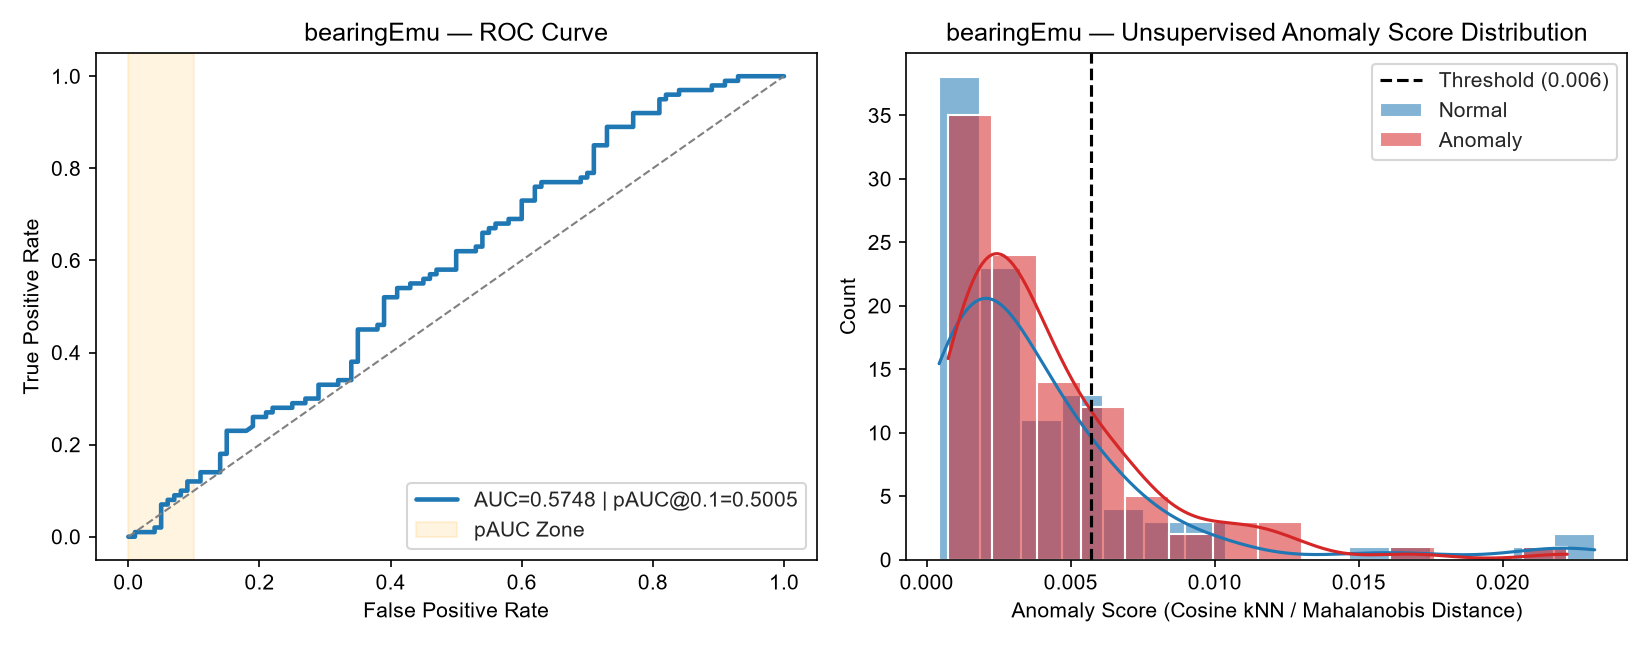 bearingEmu — ROC Curve
True Positive Rate
1.0
0.8
0.6
0.4
0.2
0.0
AUC=0.5748 | pAUC@0.1=0.5005
pAUC Zone
0.0 0.2 0.4 0.6 0.8 1.0
False Positive Rate
bearingEmu — Unsupervised Anomaly Score Distribution
Count
35
30
25
20
15
10
5
0
Threshold (0.006)
Normal
Anomaly
0.000 0.005 0.010 0.015 0.020
Anomaly Score (Cosine kNN / Mahalanobis Distance)